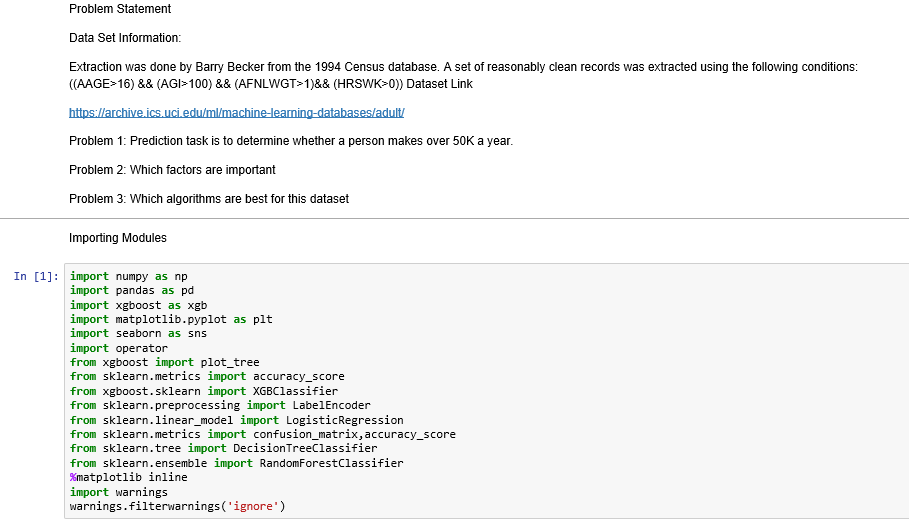 Problem Statement
Data Set Information:
Extraction was done by Barry Becker from the 1994 Census database. A set of reasonably clean records was extracted using the following conditions:
((AAGE>16) && (AGI>100) && (AFNLWGT>1)&& (HRSWK>0)) Dataset Link
https://archive.ics.uci.edu/ml/machine-learning-databases/adult/
Problem 1: Prediction task is to determine whether a person makes over 50K a year.
Problem 2: Which factors are important
Problem 3: Which algorithms are best for this dataset
Importing Modules
In [1]:
import numpy as np
import pandas as pd
import xgboost as xgb
import matplotlib.pyplot as plt
import seaborn as sns
import operator
from xgboost import plot_tree
from sklearn.metrics import accuracy_score
from xgboost.sklearn import XGBClassifier
from sklearn.preprocessing import LabelEncoder
from sklearn.linear_model import LogisticRegression
from sklearn.metrics import confusion_matrix,accuracy_score
from sklearn.tree import DecisionTreeClassifier
from sklearn.ensemble import RandomForestClassifier
%matplotlib inline
import warnings
warnings.filterwarnings('ignore')